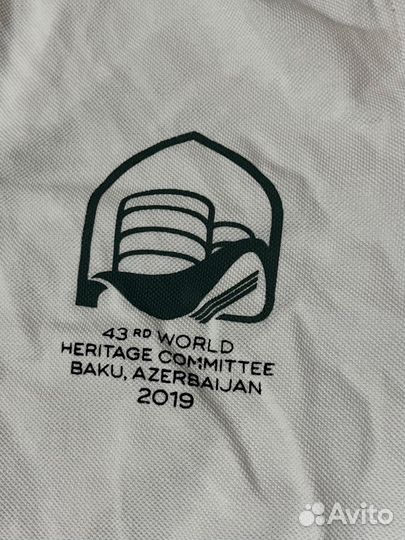 43 RD WORLD
HERITAGE COMMITTEE
BAKU, AZERBAIJAN
2019
Avito